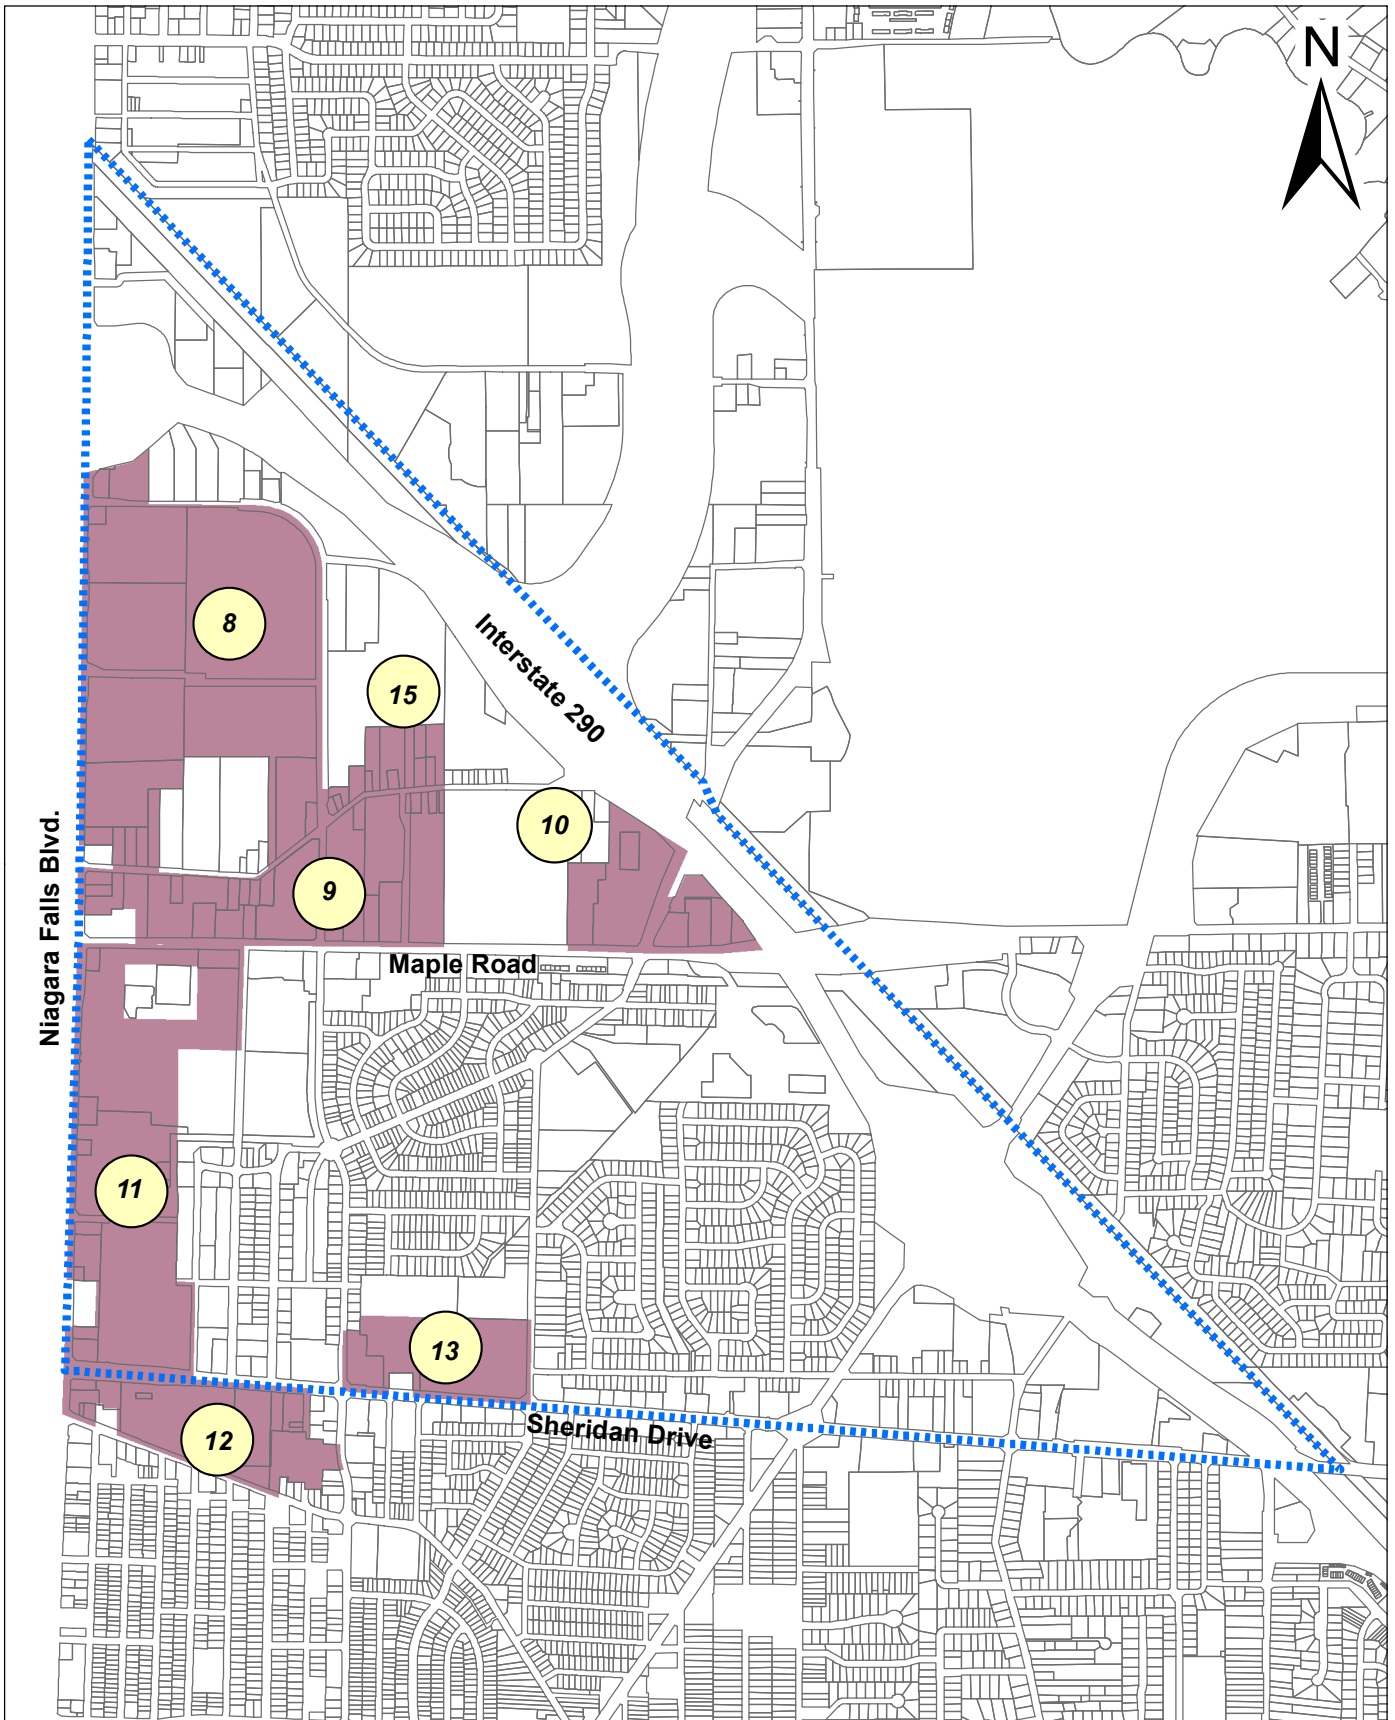 N
8
15
Interstate 290
10
9
Niagara Falls Blvd.
Maple Road
11
13
12
Sheridan Drive